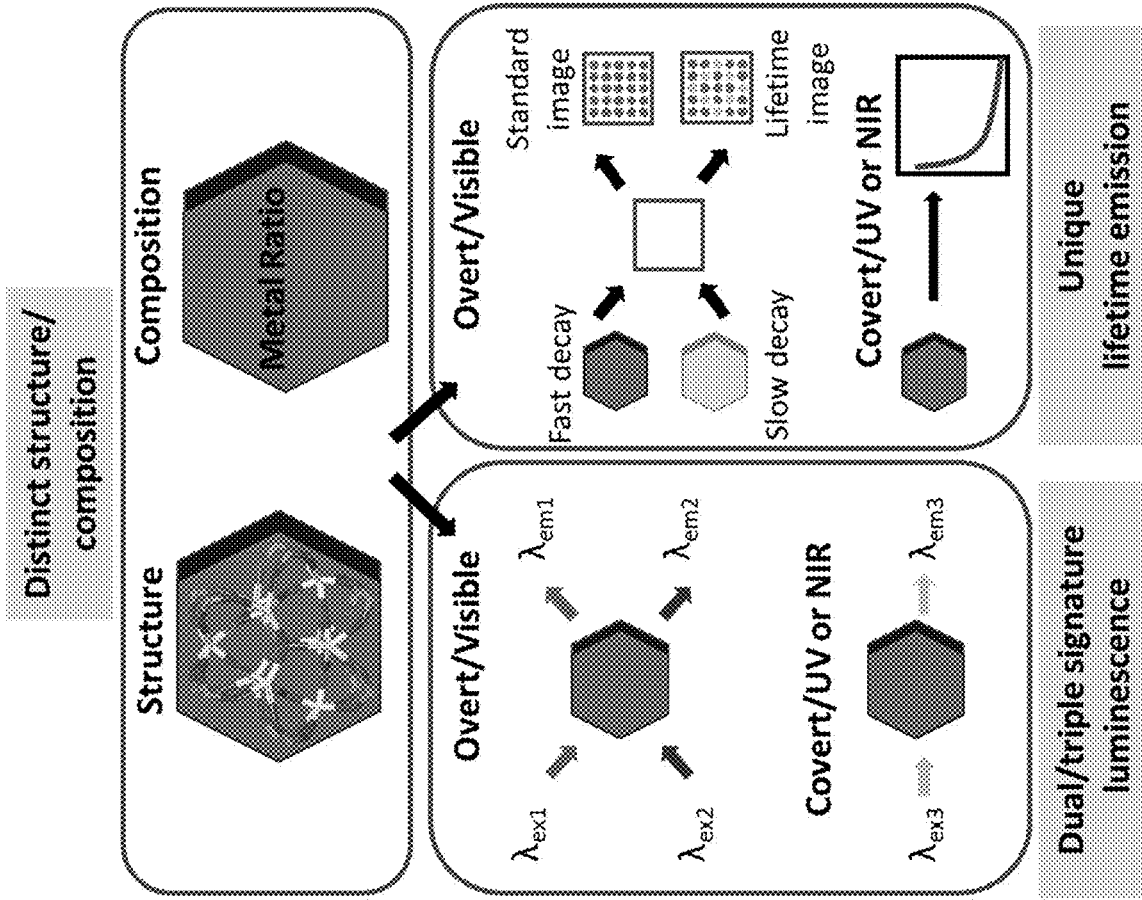 Distinct structure/
composition
Structure
Composition
Metal Ratio
Overt/Visible
λex1
λem1
λex2
λem2
Covert/UV or NIR
λex3
λem3
Dual/triple signature
luminescence
Overt/Visible
Fast decay
Slow decay
Standard
image
Lifetime
image
Covert/UV or NIR
Unique
lifetime emission